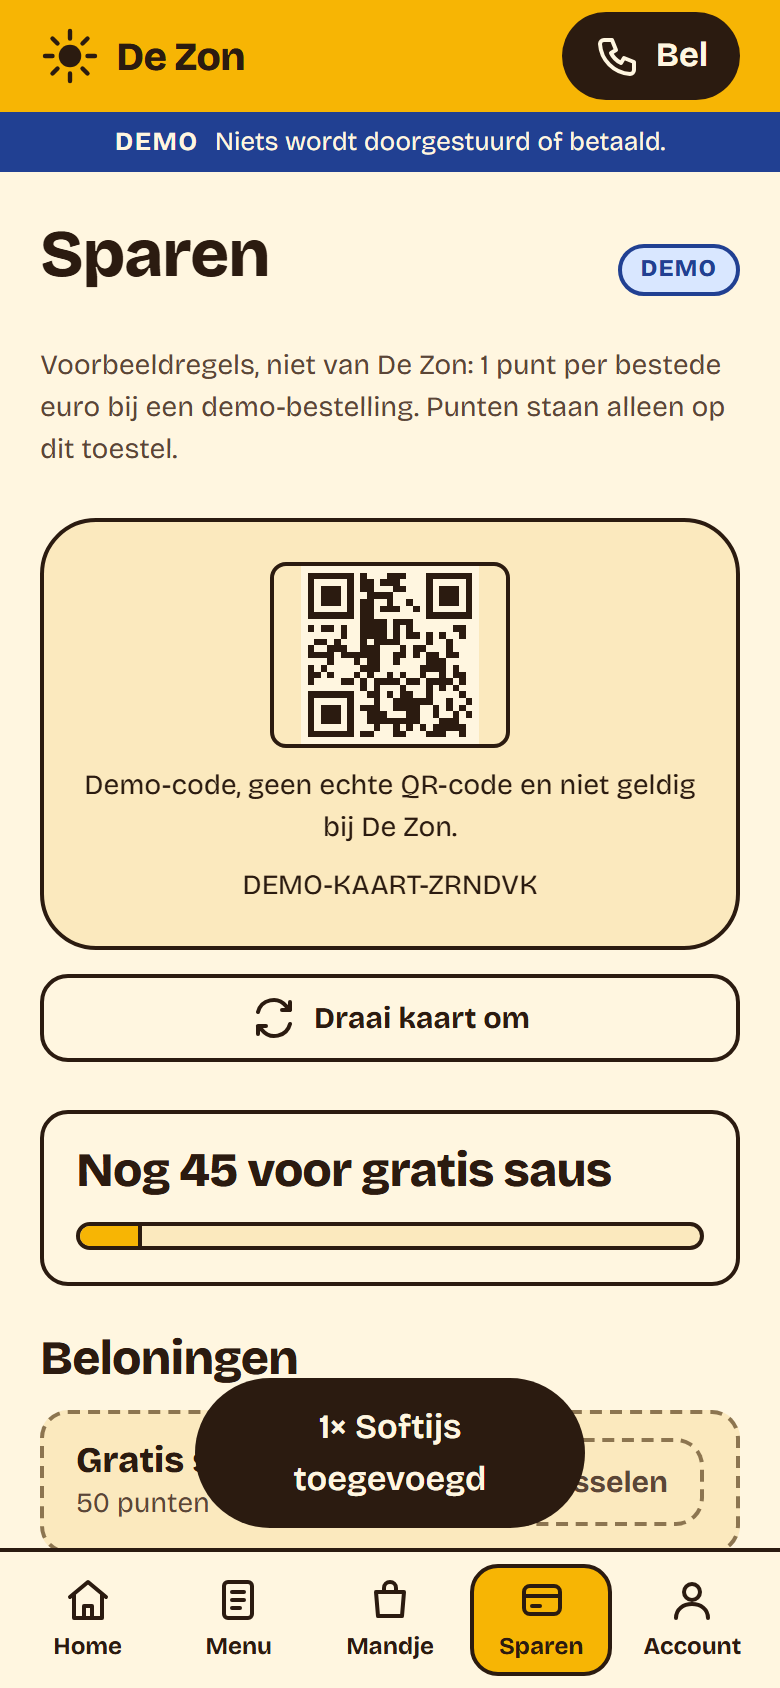 De Zon
Bel
DEMO Niets wordt doorgestuurd of betaald.
Sparen
DEMO
Voorbeeldregels, niet van De Zon: 1 punt per bestede
euro bij een demo-bestelling. Punten staan alleen op
dit toestel.
Demo-code, geen echte QR-code en niet geldig
bij De Zon.
DEMO-KAART-ZRNDVK
Draai kaart om
Nog 45 voor gratis saus
Beloningen
Gratis
50 punten
1× Softijs
toegevoegd
Home
Menu
Mandje
Sparen
Account